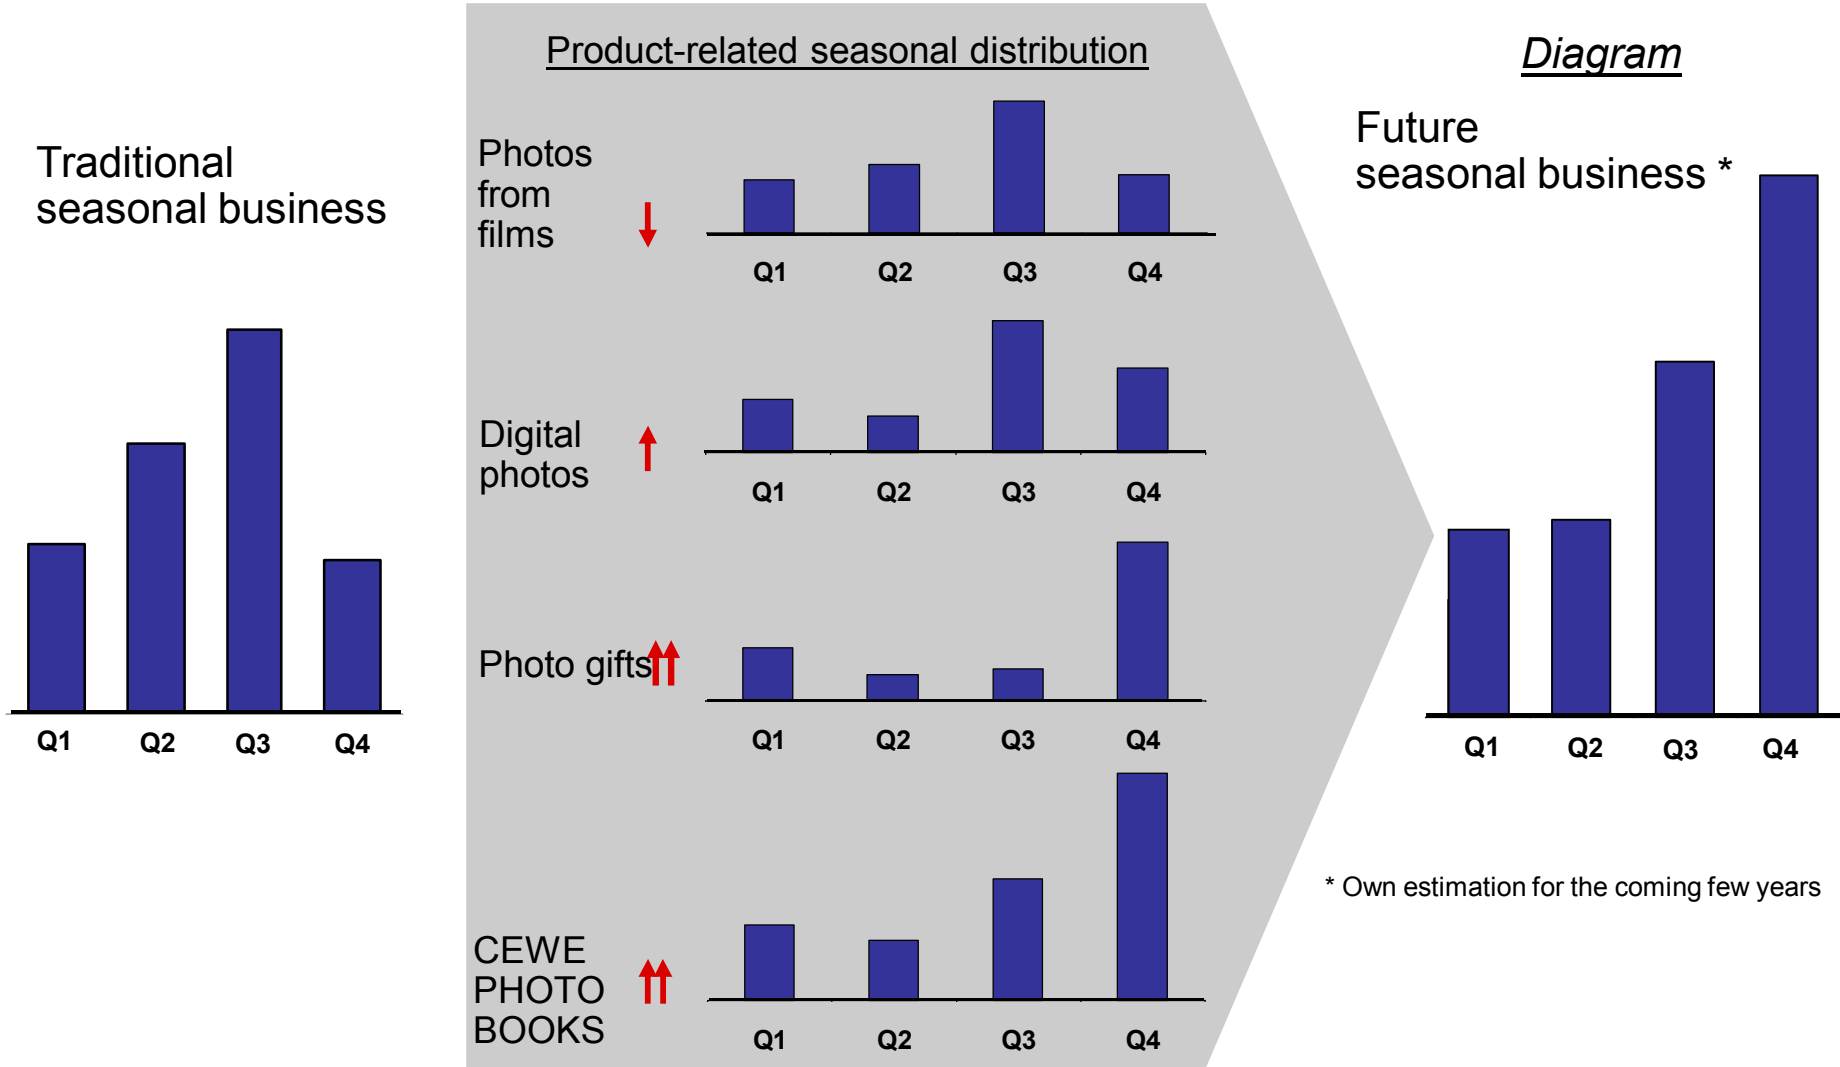 Traditional
seasonal business
Q1 Q2 Q3 Q4
Product-related seasonal distribution
Photos
from
films
Q1 Q2 Q3 Q4
Digital
photos
Q1 Q2 Q3 Q4
Photo gifts
Q1 Q2 Q3 Q4
CEWE
PHOTO
BOOKS
Q1 Q2 Q3 Q4
Diagram
Future
seasonal business *
Q1 Q2 Q3 Q4
* Own estimation for the coming few years